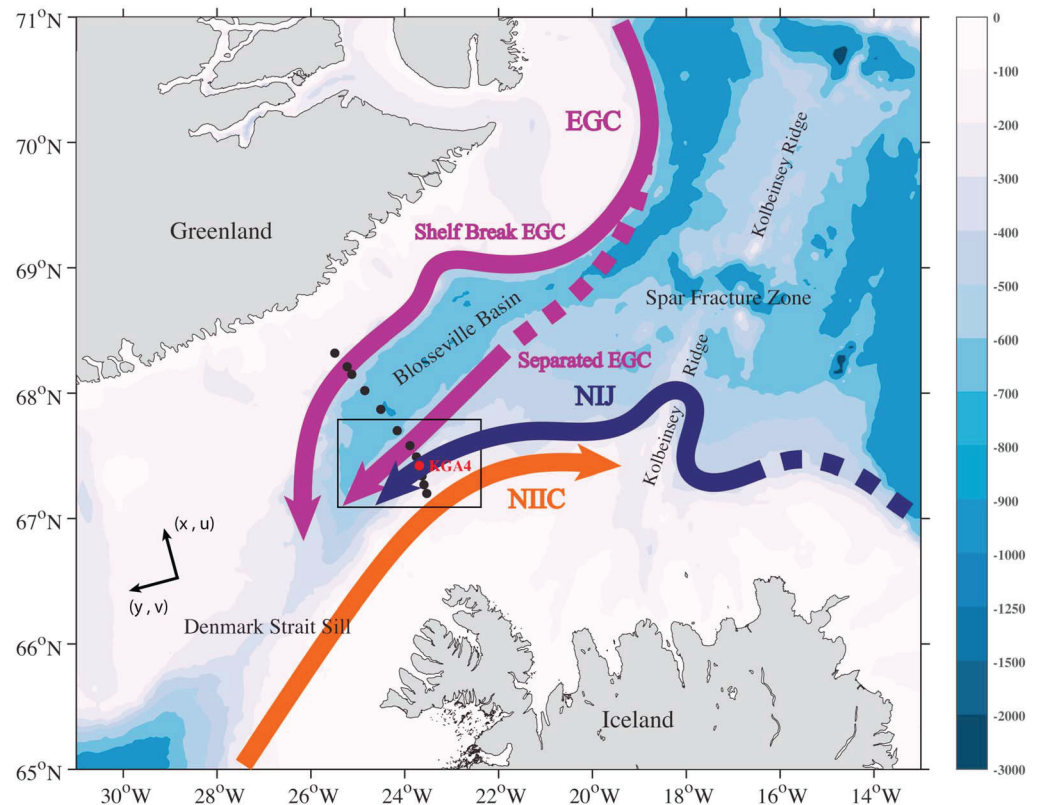 71°N
70°N
69°N
68°N
67°N
66°N
65°N
30°W
28°W
26°W
24°W
22°W
20°W
18°W
16°W
14°W
0
-100
-200
-300
-400
-500
-600
-700
-800
-900
-1000
-1250
-1500
-2000
-3000
EGC
Kolbeinsey Ridge
Greenland
Shelf Break EGC
Blosseville Basin
Spar Fracture Zone
Separated EGC
NIJ
Kolbeinsey Ridge
KGA4
NIIC
(x , u)
(y , v)
Denmark Strait Sill
Iceland